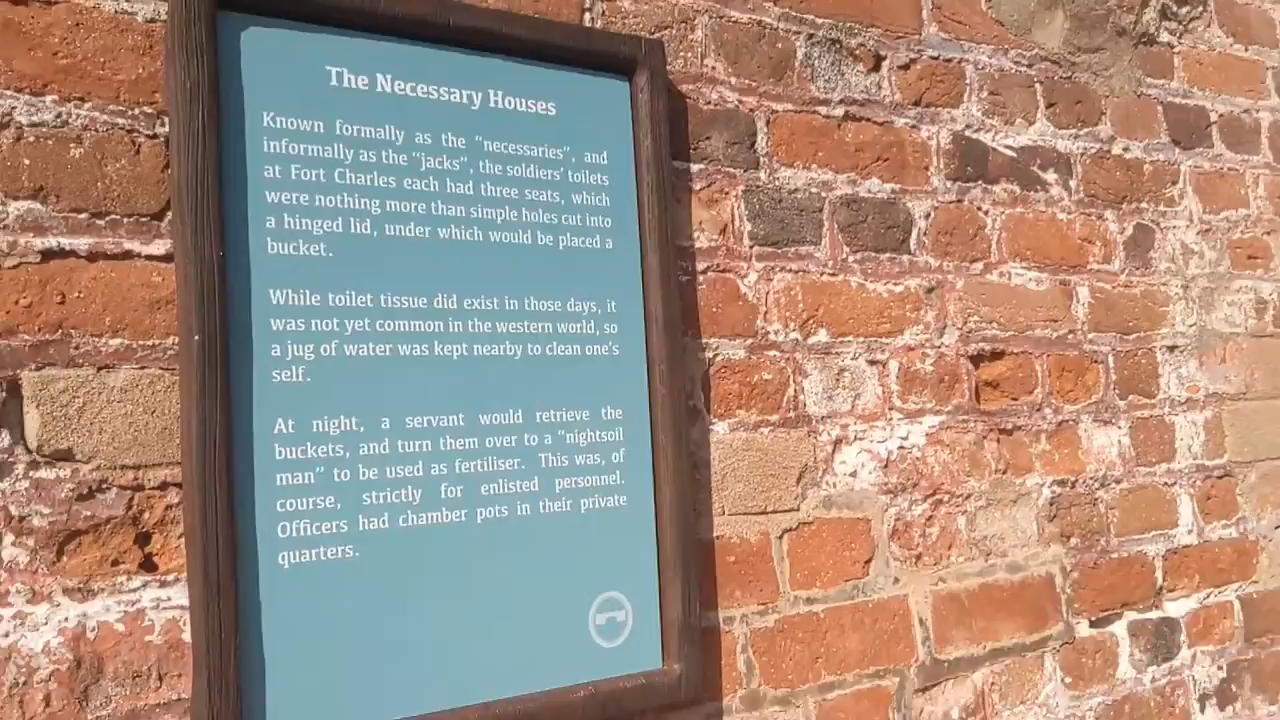 The Necessary Houses
Known formally as the "necessaries", and
informally as the "jacks", the soldiers' toilets
at Fort Charles each had three seats, which
were nothing more than simple holes cut into
a hinged lid, under which would be placed a
bucket.
While toilet tissue did exist in those days, it
was not yet common in the western world, so
a jug of water was kept nearby to clean one's
self.
At night, a servant would retrieve the
buckets, and turn them over to a "nightsoil
man" to be used as fertiliser. This was, of
course, strictly for enlisted personnel.
Officers had chamber pots in their private
quarters.